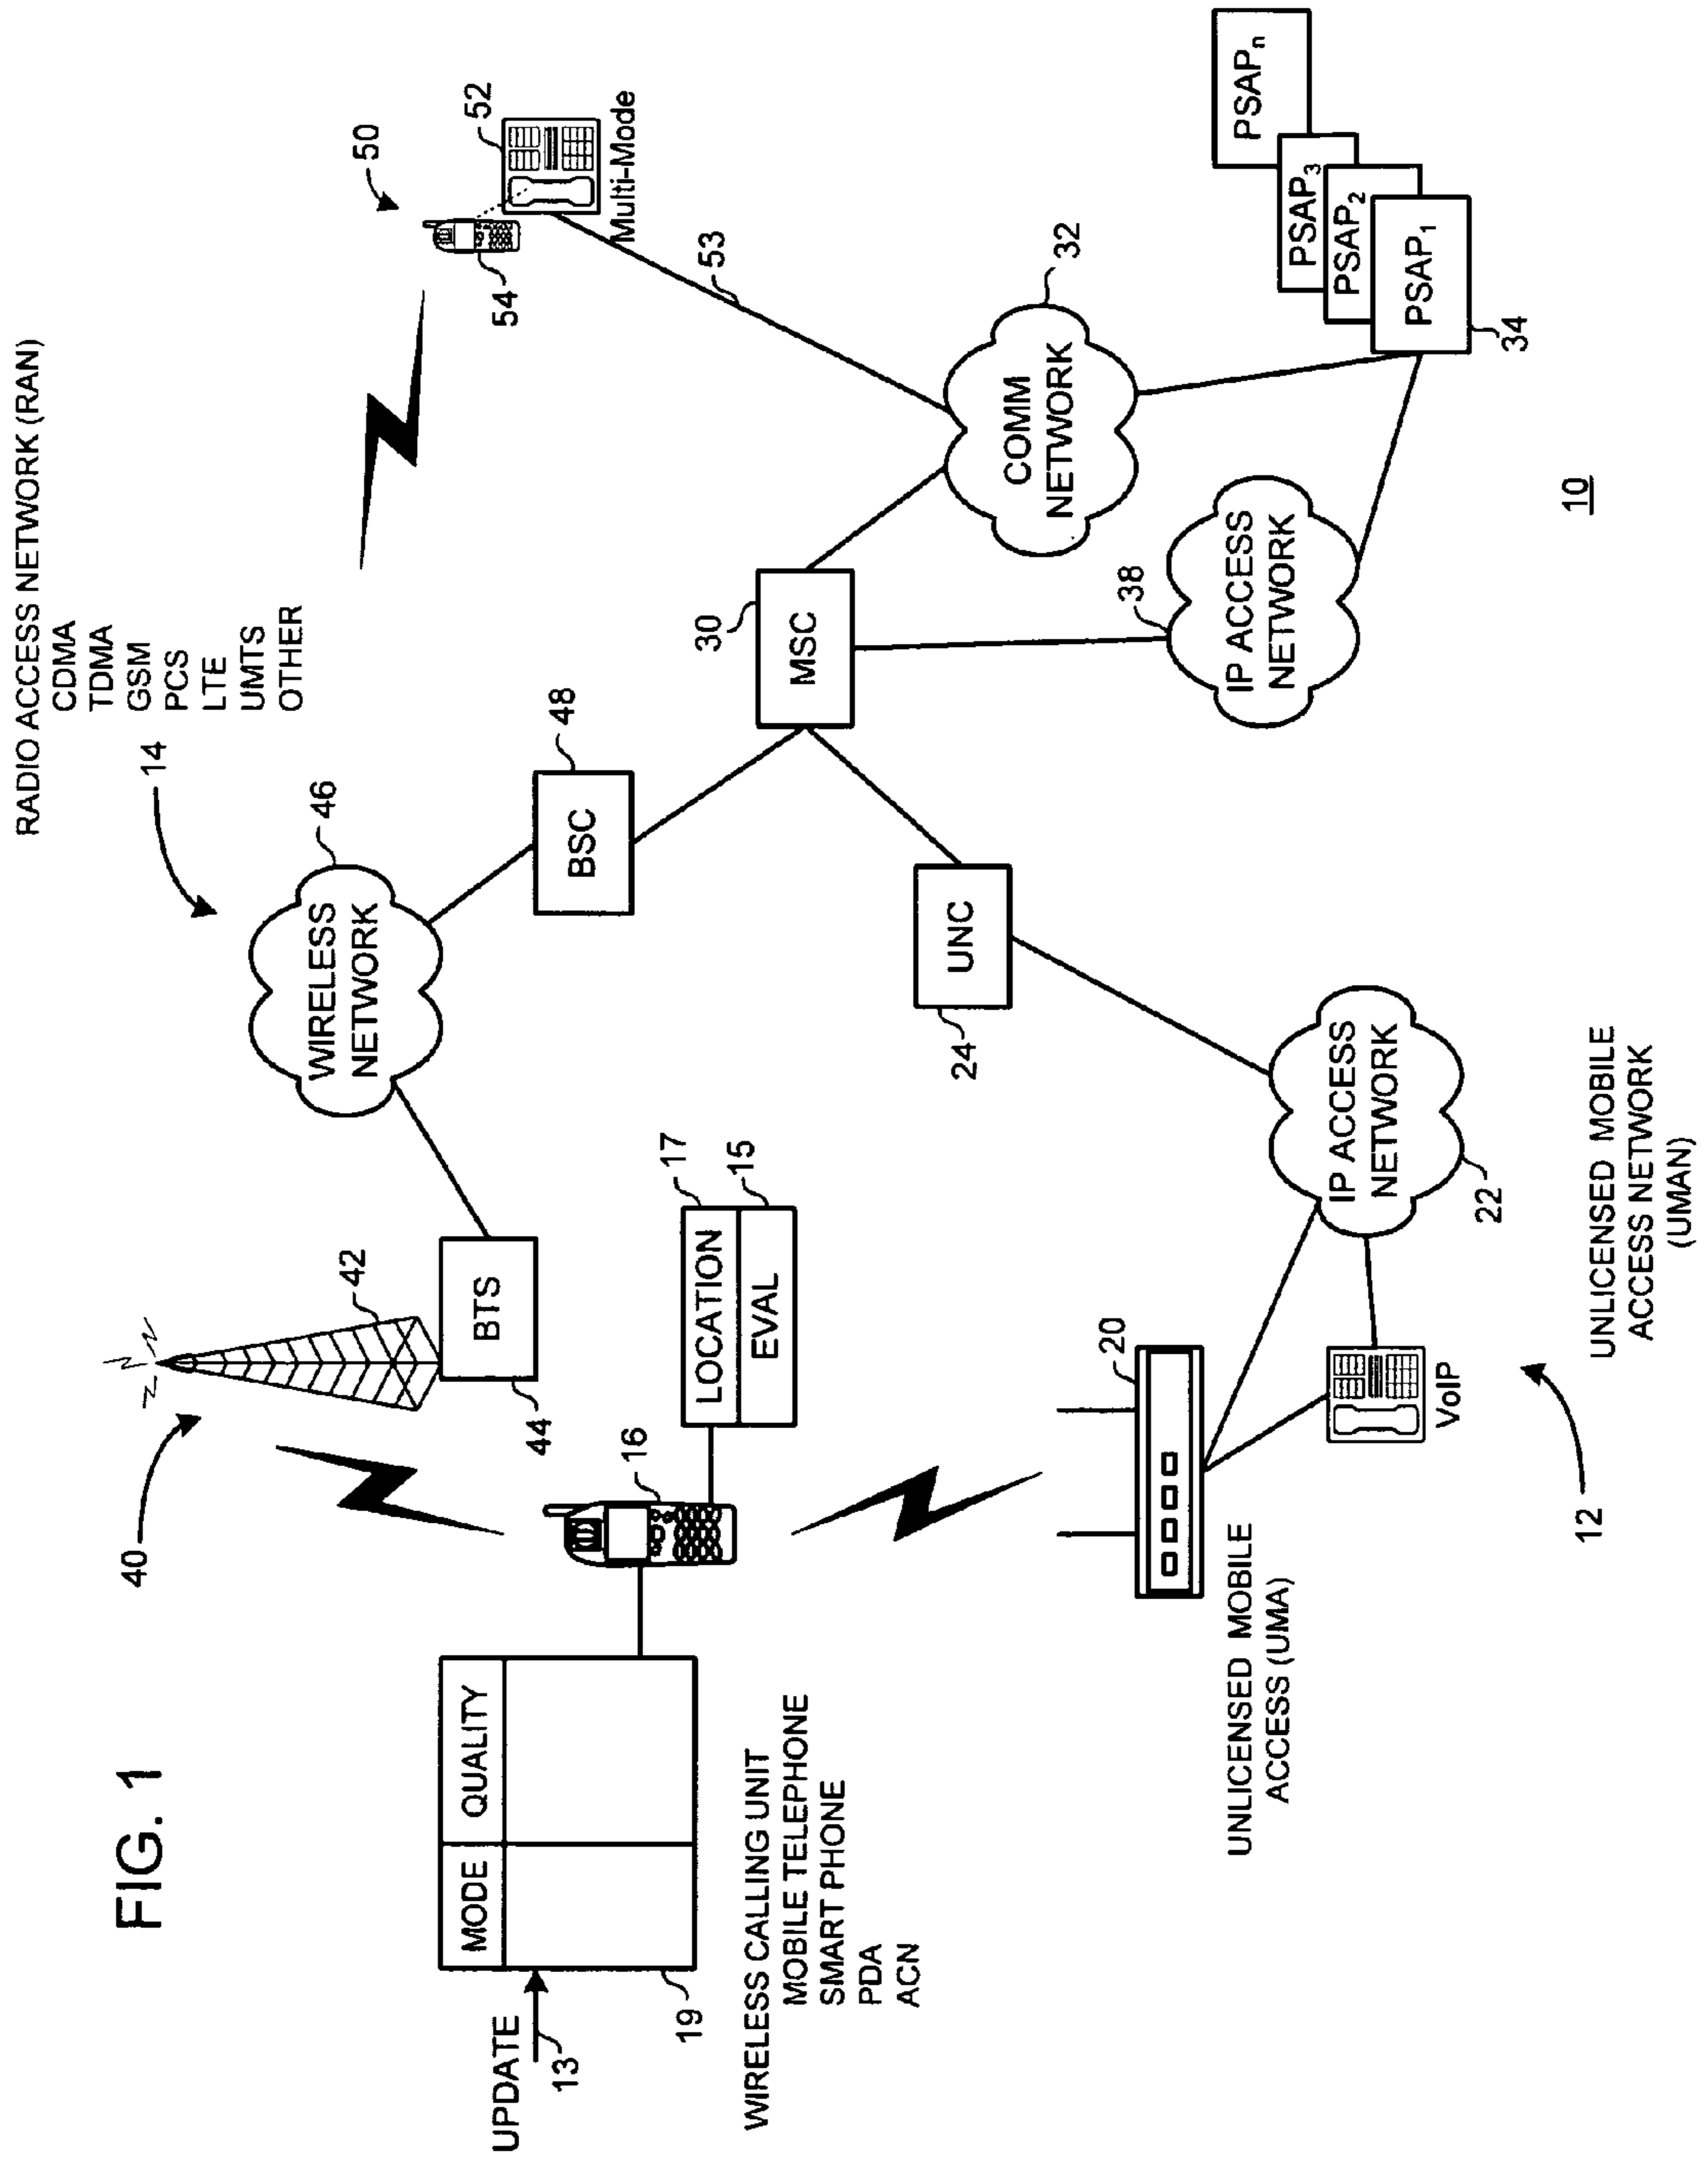 FIG. 1
RADIO ACCESS NETWORK (RAN)
CDMA
TDMA
GSM
PCS
LTE
UMTS
OTHER
14
40
42
BTS
44
WIRELESS
NETWORK
46
BSC
48
50
52
54
Multi-Mode
53
UPDATE
13
MODE
QUALITY
19
16
LOCATION
17
EVAL
15
WIRELESS CALLING UNIT
MOBILE TELEPHONE
SMART PHONE
PDA
ACN
MSC
30
UNC
24
COMM
NETWORK
32
IP ACCESS
NETWORK
38
PSAP1
PSAP2
PSAP3
PSAPn
34
20
UNLICENSED MOBILE
ACCESS (UMA)
VoIP
IP ACCESS
NETWORK
22
12
UNLICENSED MOBILE
ACCESS NETWORK
(UMAN)
10